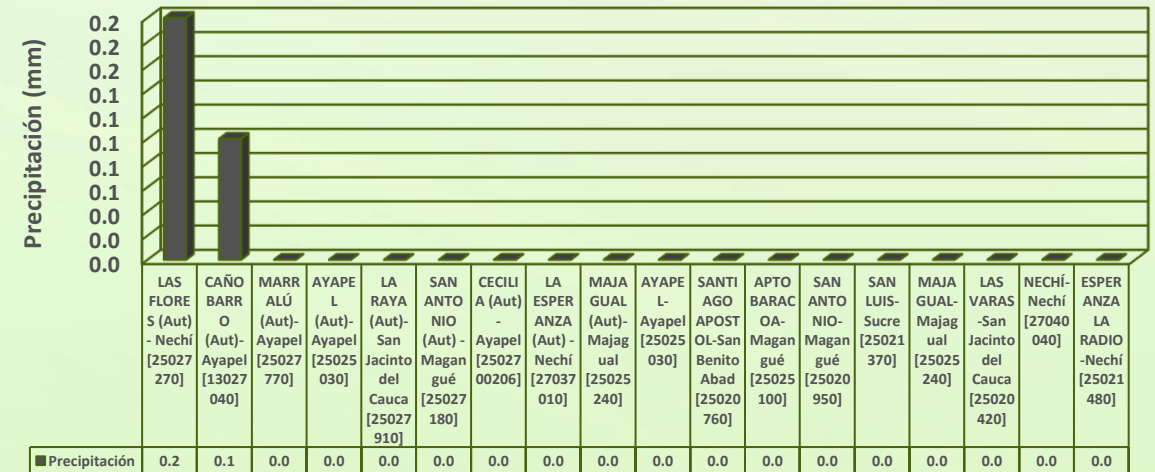 Precipitación (mm)
0.2
0.2
0.2
0.1
0.1
0.1
0.1
0.1
0.0
0.0
0.0
LAS
FLORE
S (Aut)
- Nechí
[25027
270]
CAÑO
BARR
O
(Aut)-
Ayapel
[13027
040]
MARR
ALÚ
(Aut)-
Ayapel
[25027
770]
AYAPE
L
(Aut)-
Ayapel
[25025
030]
LA
RAYA
(Aut)-
San
Jacinto
del
Cauca
[25027
910]
SAN
ANTO
NIO
(Aut) -
Magan
gué
[25027
180]
CECILI
A (Aut)
-
Ayapel
[25027
00206]
LA
ESPER
ANZA
(Aut) -
Nechí
[27037
010]
MAJA
GUAL
(Aut)-
Majag
ual
[25025
240]
AYAPE
L-
Ayapel
[25025
030]
SANTI
AGO
APOST
OL-San
Benito
Abad
[25020
760]
APTO
BARAC
OA-
Magan
gué
[25025
100]
SAN
ANTO
NIO-
Magan
gué
[25020
950]
SAN
LUIS-
Sucre
[25021
370]
MAJA
GUAL-
Majag
ual
[25025
240]
LAS
VARAS
-San
Jacinto
del
Cauca
[25020
420]
NECHÍ-
Nechí
[27040
040]
ESPER
ANZA
LA
RADIO
-Nechí
[25021
480]
Precipitación 0.2 0.1 0.0 0.0 0.0 0.0 0.0 0.0 0.0 0.0 0.0 0.0 0.0 0.0 0.0 0.0 0.0 0.0